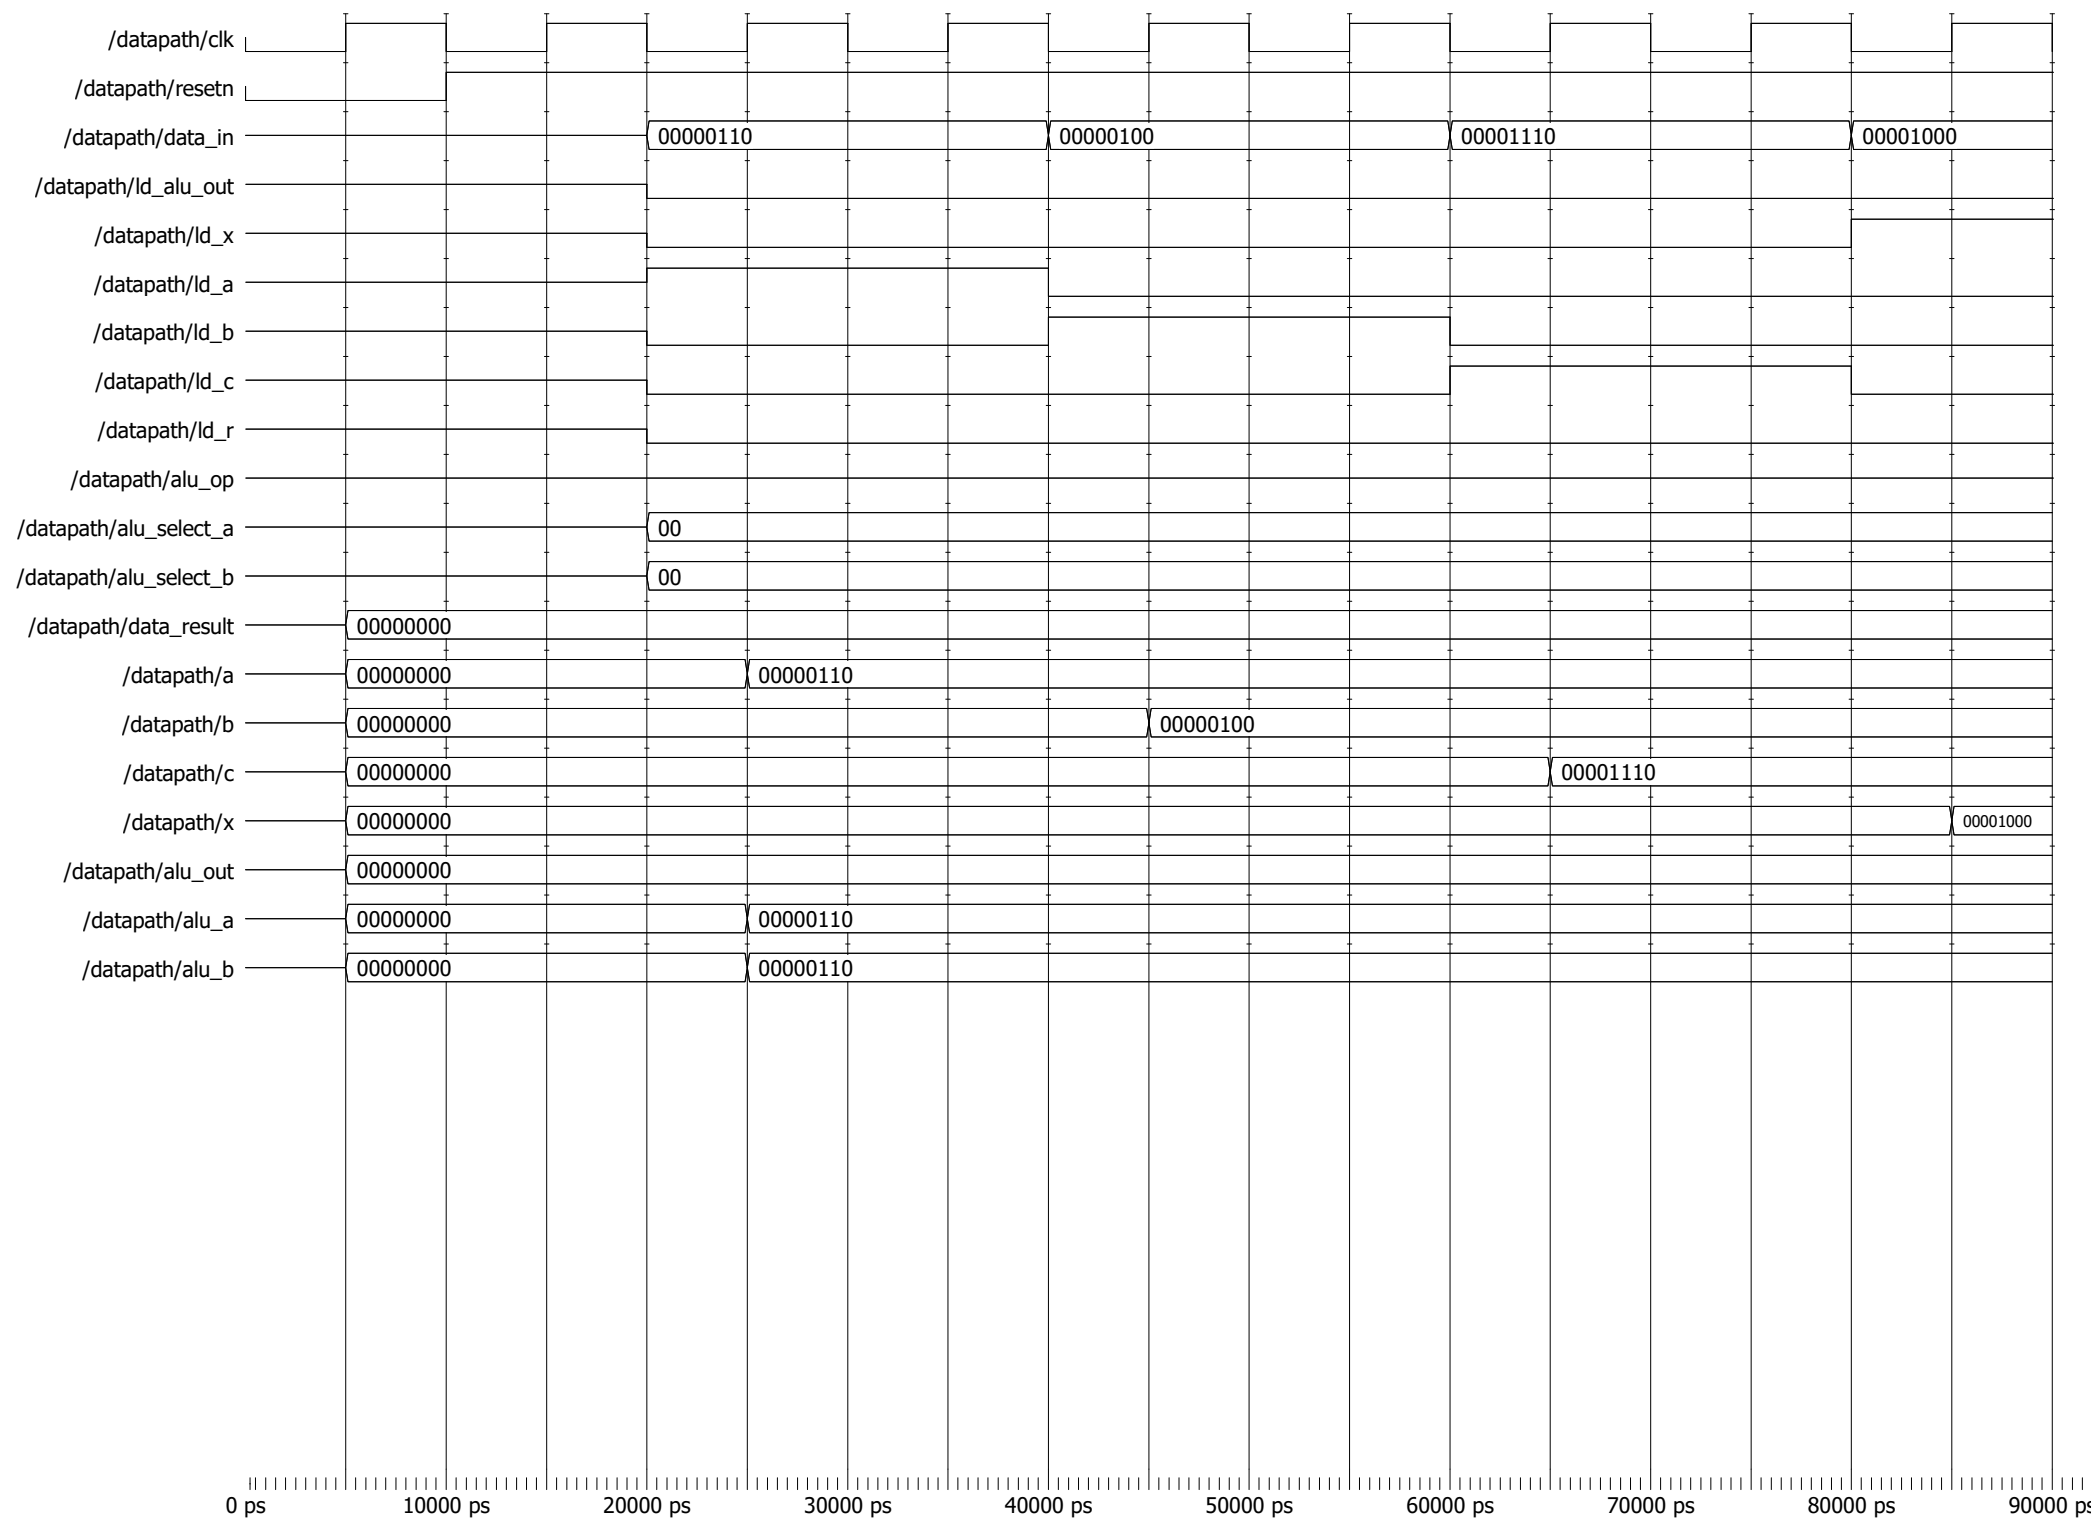 /datapath/clk
/datapath/resetn
/datapath/data_in 00000110 00000100 00001110 00001000
/datapath/ld_alu_out
/datapath/ld_x
/datapath/ld_a
/datapath/ld_b
/datapath/ld_c
/datapath/ld_r
/datapath/alu_op
/datapath/alu_select_a 00
/datapath/alu_select_b 00
/datapath/data_result 00000000
/datapath/a 00000000 00000110
/datapath/b 00000000 00000100
/datapath/c 00000000 00001110
/datapath/x 00000000 00001000
/datapath/alu_out 00000000
/datapath/alu_a 00000000 00000110
/datapath/alu_b 00000000 00000110
0 ps 10000 ps 20000 ps 30000 ps 40000 ps 50000 ps 60000 ps 70000 ps 80000 ps 90000 ps